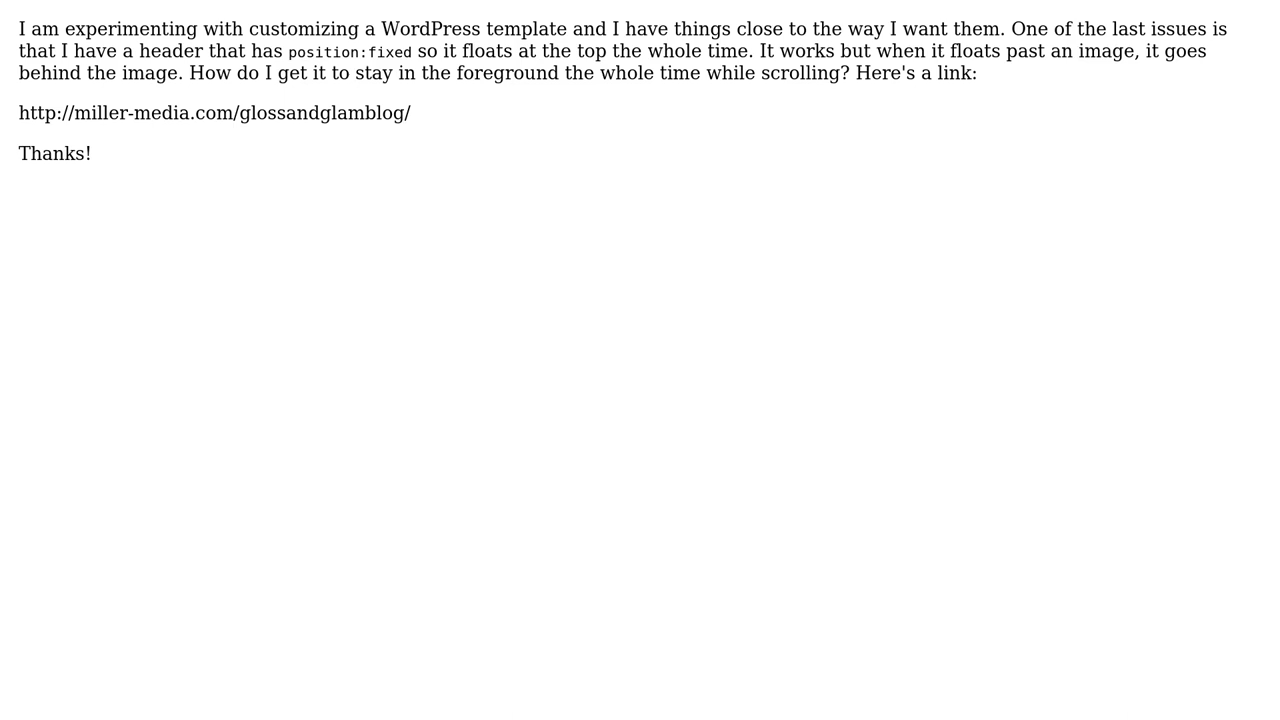 I am experimenting with customizing a WordPress template and I have things close to the way I want them. One of the last issues is
that I have a header that has position:fixed so it floats at the top the whole time. It works but when it floats past an image, it goes
behind the image. How do I get it to stay in the foreground the whole time while scrolling? Here's a link:
http://miller-media.com/glossandglamblog/
Thanks!